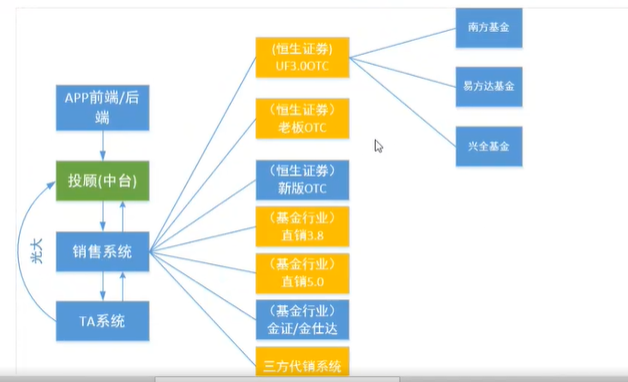 APP前端/后
端
投顾(中台)
销售系统
TA系统
光大
(恒生证券)
UF3.0OTC
（恒生证券）
老板OTC
（恒生证券）
新版OTC
（基金行业）
直销3.8
（基金行业）
直销5.0
（基金行业）
金证/金仕达
三方代销系统
南方基金
易方达基金
兴全基金